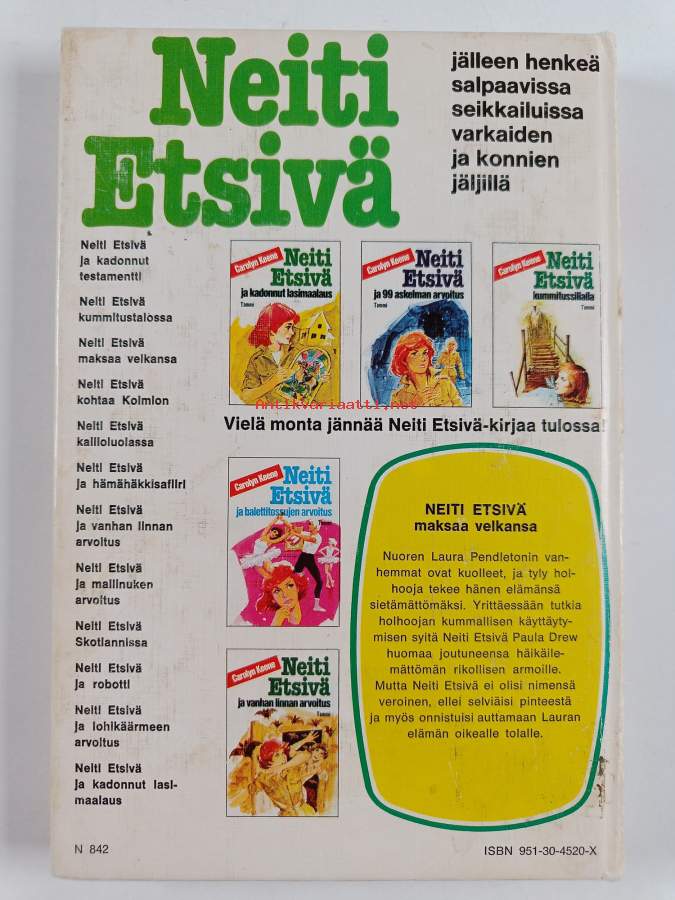 Neiti
Etsivä
jälleen henkeä
salpaavissa
seikkailuissa
varkaiden
ja konnien
jäljillä
Neiti Etsivä
ja kadonnut
testamentti
Neiti Etsivä
kummitustalossa
Neiti Etsivä
maksaa velkansa
Neiti Etsivä
kohtaa Kolmion
Neiti Etsivä
kallioluolassa
Neiti Etsivä
ja hämähäkkisafiiri
Neiti Etsivä
ja vanhan linnan
arvoitus
Neiti Etsivä
ja mallinuken
arvoitus
Neiti Etsivä
Skotlannissa
Neiti Etsivä
ja robotti
Neiti Etsivä
ja lohikäärmeen
arvoitus
Neiti Etsivä
ja kadonnut lasi-
maalaus
Carolyn Keene
Neiti
Etsivä
ja kadonnut lasimaalaus
Tammi
Carolyn Keene
Neiti
Etsivä
ja 99 askelman arvoitus
Tammi
Carolyn Keene
Neiti
Etsivä
kummitussillalla
Tammi
Antikvariaatti.net
Vielä monta jännää Neiti Etsivä-kirjaa tulossa!
Carolyn Keene
Neiti
Etsivä
ja balettitossujen arvoitus
Tammi
Carolyn Keene
Neiti
Etsivä
ja vanhan linnan arvoitus
Tammi
NEITI ETSIVÄ
maksaa velkansa
Nuoren Laura Pendletonin van-
hemmat ovat kuolleet, ja tyly hol-
hooja tekee hänen elämänsä
sietämättömäksi. Yrittäessään tutkia
holhoojan kummallisen käyttäyty-
misen syitä Neiti Etsivä Paula Drew
huomaa joutuneensa häikäile-
mättömän rikollisen armoille.
Mutta Neiti Etsivä ei olisi nimensä
veroinen, ellei selviäisi pinteestä
ja myös onnistuisi auttamaan Lauran
elämän oikealle tolalle.
N 842
ISBN 951-30-4520-X